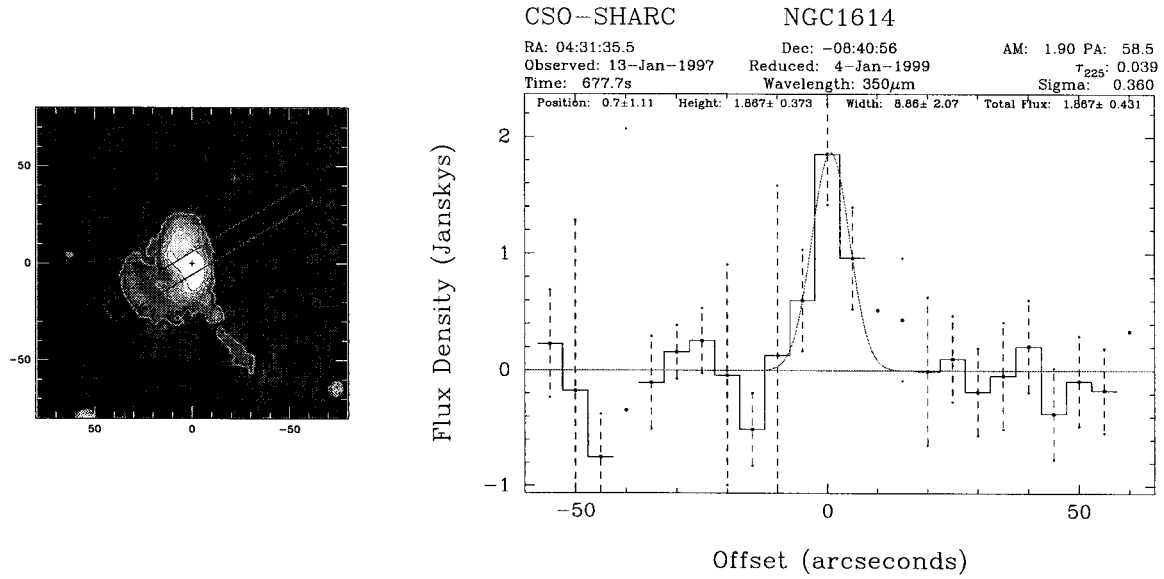 CSO-SHARC NGC1614
RA: 04:31:35.5 Dec: -08:40:56 AM: 1.90 PA: 58.5
Observed: 13-Jan-1997 Reduced: 4-Jan-1999 τ225: 0.039
Time: 677.7s Wavelength: 350μm Sigma: 0.360
Position: 0.7±1.11 Height: 1.867± 0.373 Width: 8.86± 2.07 Total Flux: 1.867± 0.431
50
0
-50
50 0 -50
Flux Density (Janskys)
2
1
0
-1
-50 0 50
Offset (arcseconds)